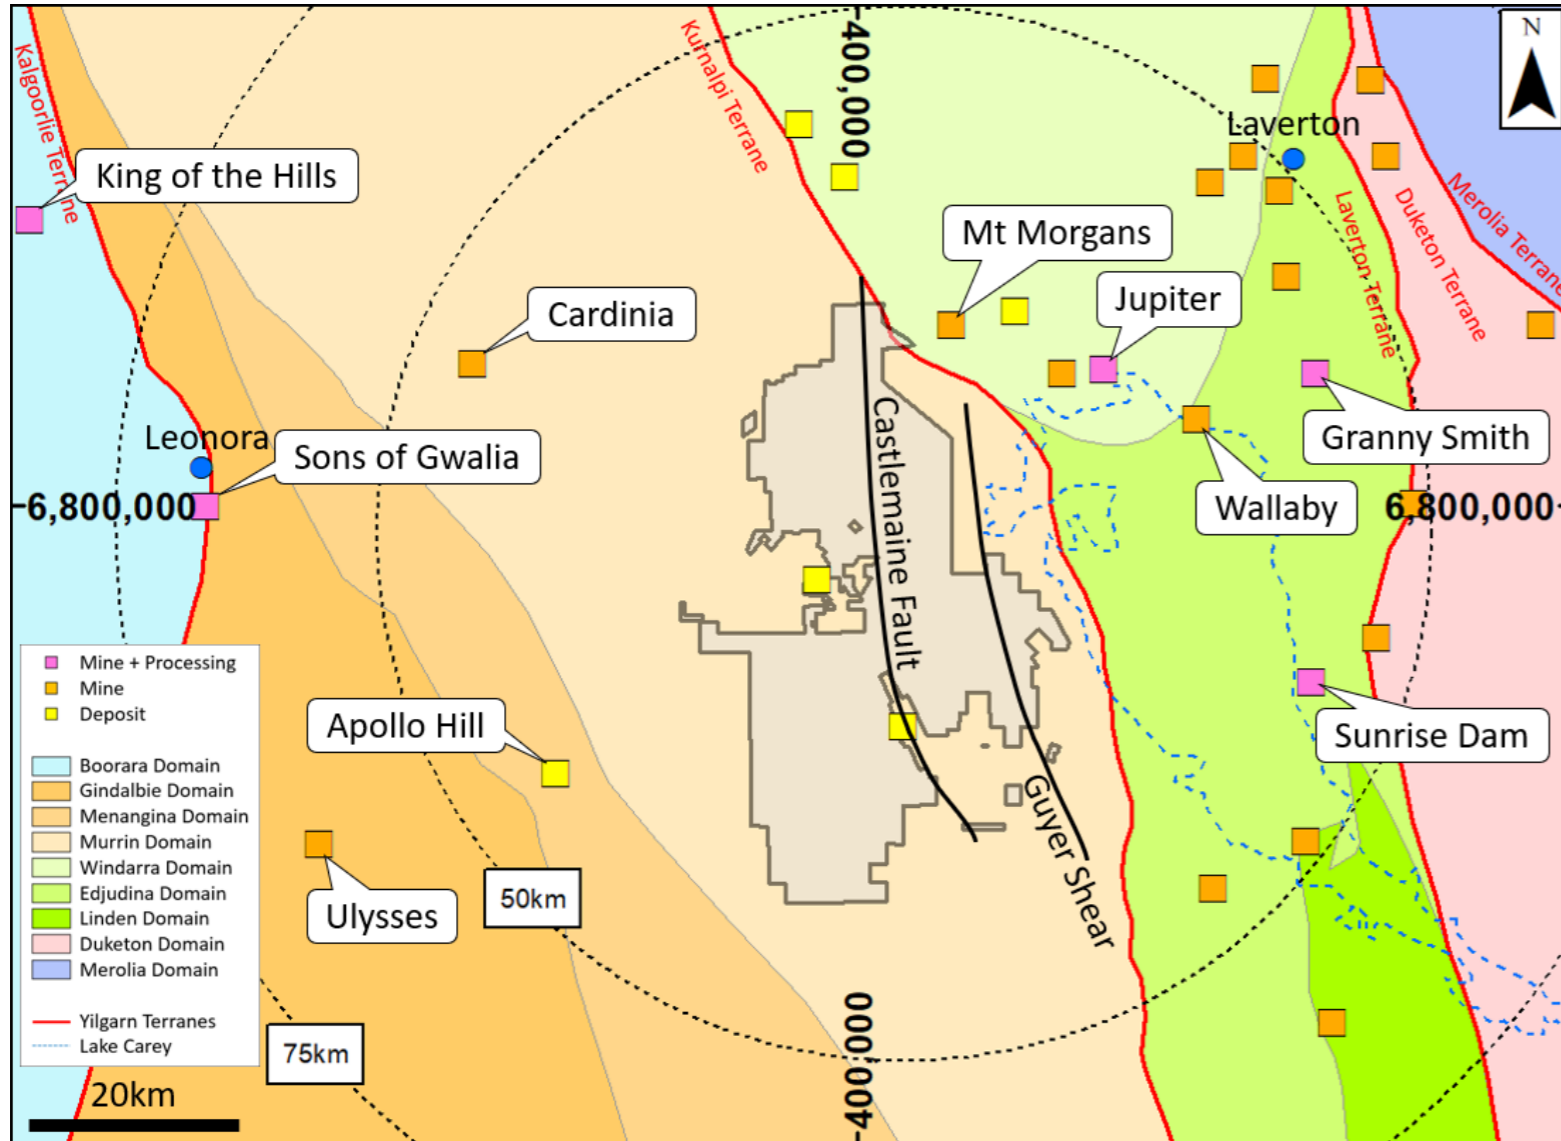 N
400,000
Kalgoorlie Terrane
Kurnalpi Terrane
Laverton
King of the Hills
Merolia Terrane
Laverton Terrane
Duketon Terrane
Mt Morgans
Jupiter
Cardinia
Castlemaine Fault
Granny Smith
Leonora
Sons of Gwalia
Wallaby
6,800,000
6,800,000
Mine + Processing
Mine
Deposit
Apollo Hill
Sunrise Dam
Boorara Domain
Gindalbie Domain
Menangina Domain
Murrin Domain
Windarra Domain
Edjudina Domain
Linden Domain
Duketon Domain
Merolia Domain
Guyer Shear
Ulysses
50km
Yilgarn Terranes
Lake Carey
75km
400,000
20km